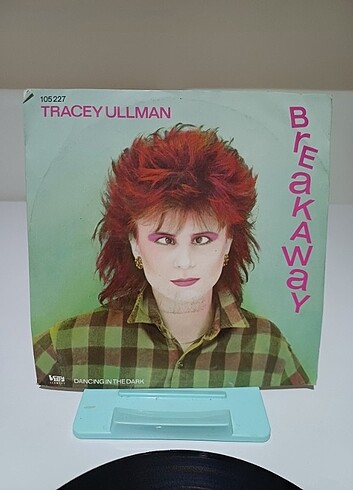 105 227
TRACEY ULLMAN
BrEaKAWaY
DANCING IN THE DARK